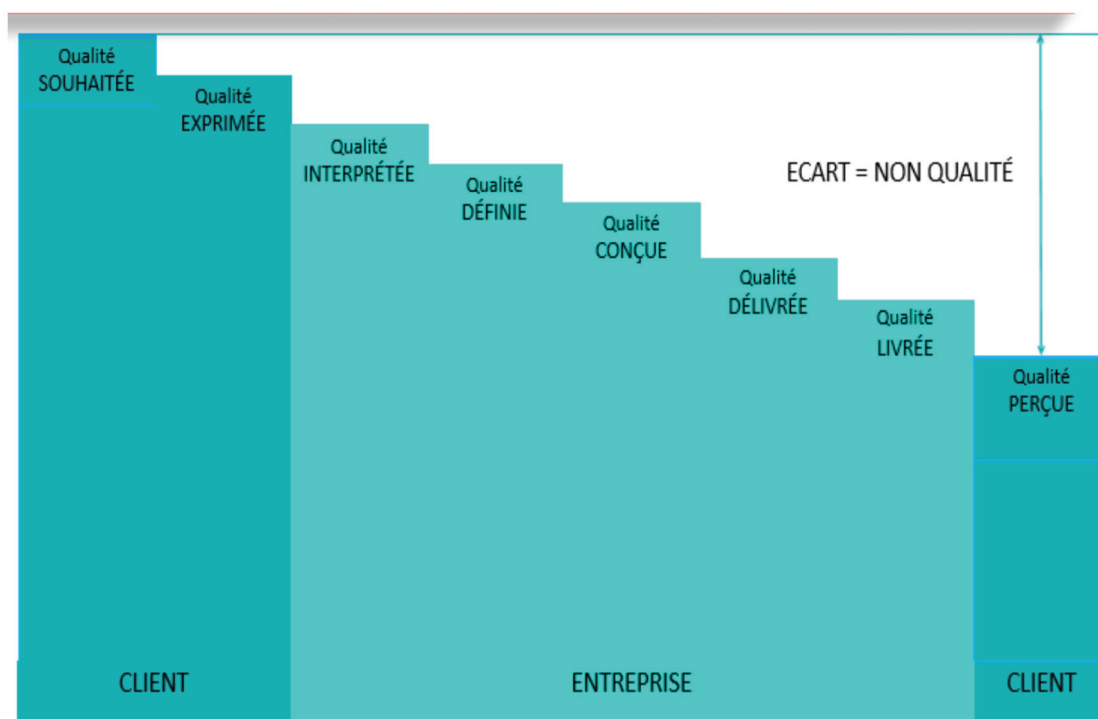 Qualité
SOUHAITÉE
Qualité
EXPRIMÉE
Qualité
INTERPRÉTÉE
Qualité
DÉFINIE
Qualité
CONÇUE
Qualité
DÉLIVRÉE
Qualité
LIVRÉE
Qualité
PERÇUE
ECART = NON QUALITÉ
CLIENT
ENTREPRISE
CLIENT